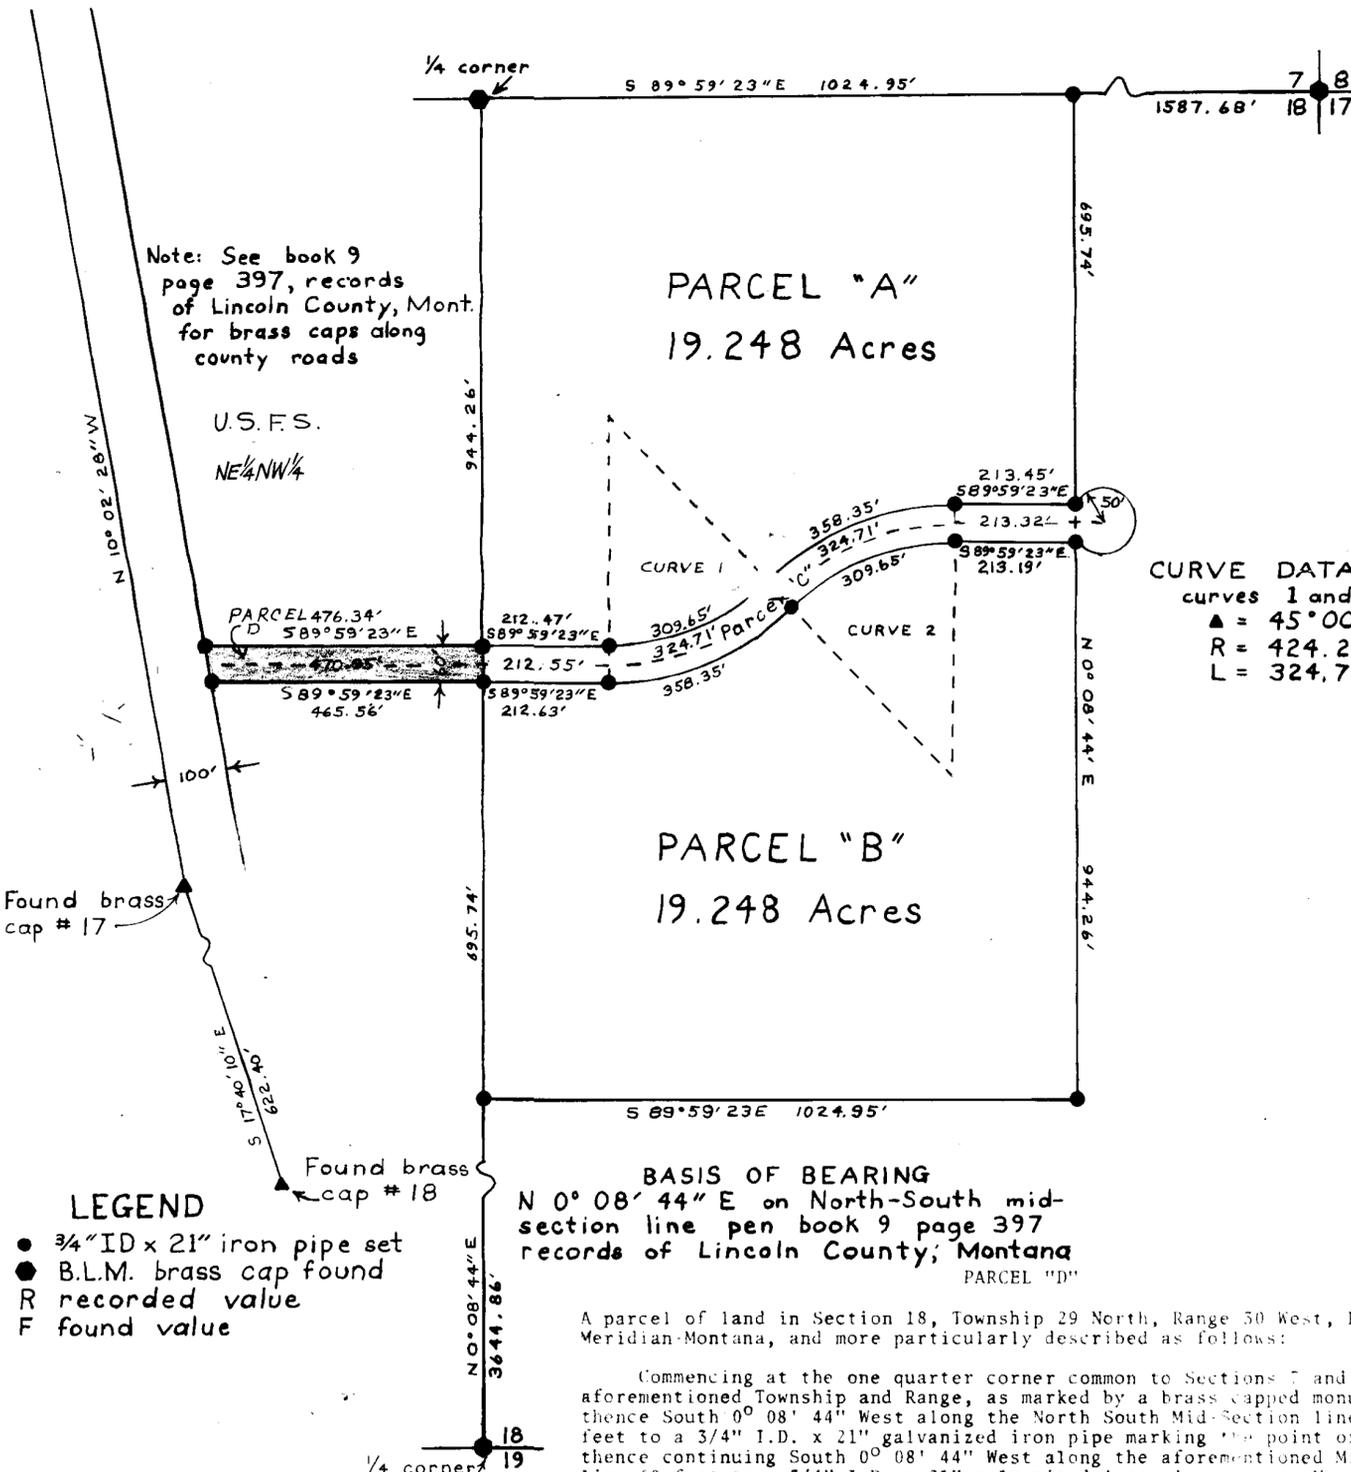 1/4 corner
S 89° 59' 23" E 1024.95'
7 8
18 17
1587.68'
695.74'
Note: See book 9
page 397, records
of Lincoln County, Mont.
for brass caps along
county roads
PARCEL "A"
19.248 Acres
U.S.F.S.
NE¼NW¼
944.26'
N 10° 02' 28" W
213.45'
S89°59'23"E
50'
358.35'
324.71'
213.32'
S89°59'23"E
213.19'
CURVE 1
"C"
309.65'
CURVE DATA
curves 1 and
▲ = 45°00
R = 424.2
L = 324.7
PARCEL 476.34'
D S89°59'23"E
212.47'
S89°59'23"E
309.65'
324.71' Parcel
CURVE 2
470.95'
60'
212.55'
358.35'
S 89°59'23"E
465.56'
S89°59'23"E
212.63'
N 0° 08' 44" E
100'
PARCEL "B"
19.248 Acres
Found brass
cap # 17
695.74'
944.26'
S 17°40'10" E
622.40'
S 89°59'23E 1024.95'
Found brass
cap # 18
BASIS OF BEARING
N 0° 08' 44" E on North-South mid-
section line pen book 9 page 397
records of Lincoln County, Montana
LEGEND
3/4" ID x 21" iron pipe set
B.L.M. brass cap found
R recorded value
F found value
N 0°08'44" E
3644.86'
PARCEL "D"
A parcel of land in Section 18, Township 29 North, Range 30 West,
Meridian-Montana, and more particularly described as follows:
Commencing at the one quarter corner common to Sections 7 and
aforementioned Township and Range, as marked by a brass capped
thence South 0° 08' 44" West along the North South Mid-Section line
feet to a 3/4" I.D. x 21" galvanized iron pipe marking the point
thence continuing South 0° 08' 44" West along the aforementioned
18
19
1/4 corner